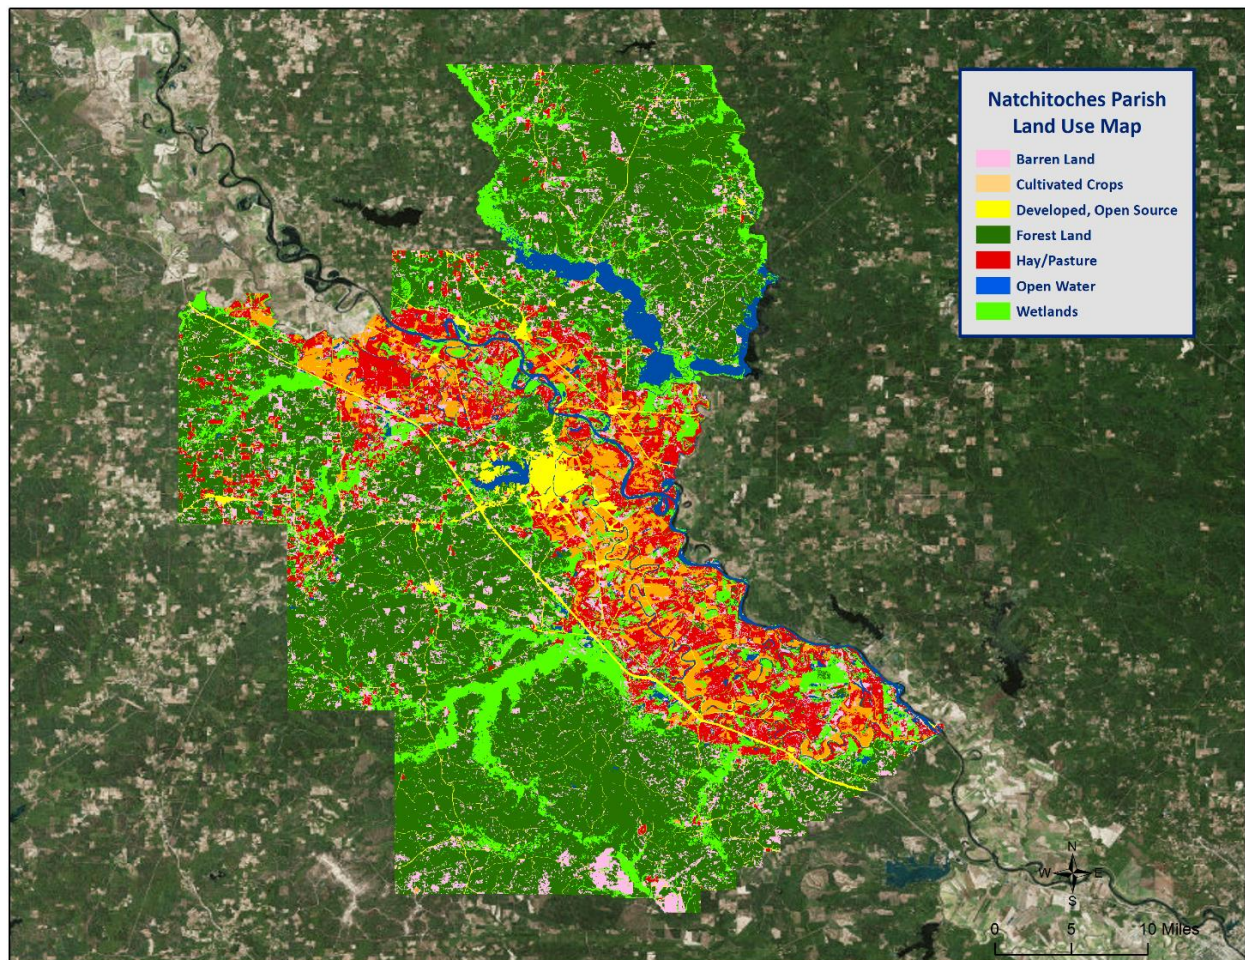 Natchitoches Parish
Land Use Map
Barren Land
Cultivated Crops
Developed, Open Source
Forest Land
Hay/Pasture
Open Water
Wetlands
N
W E
S
0 5 10 Miles